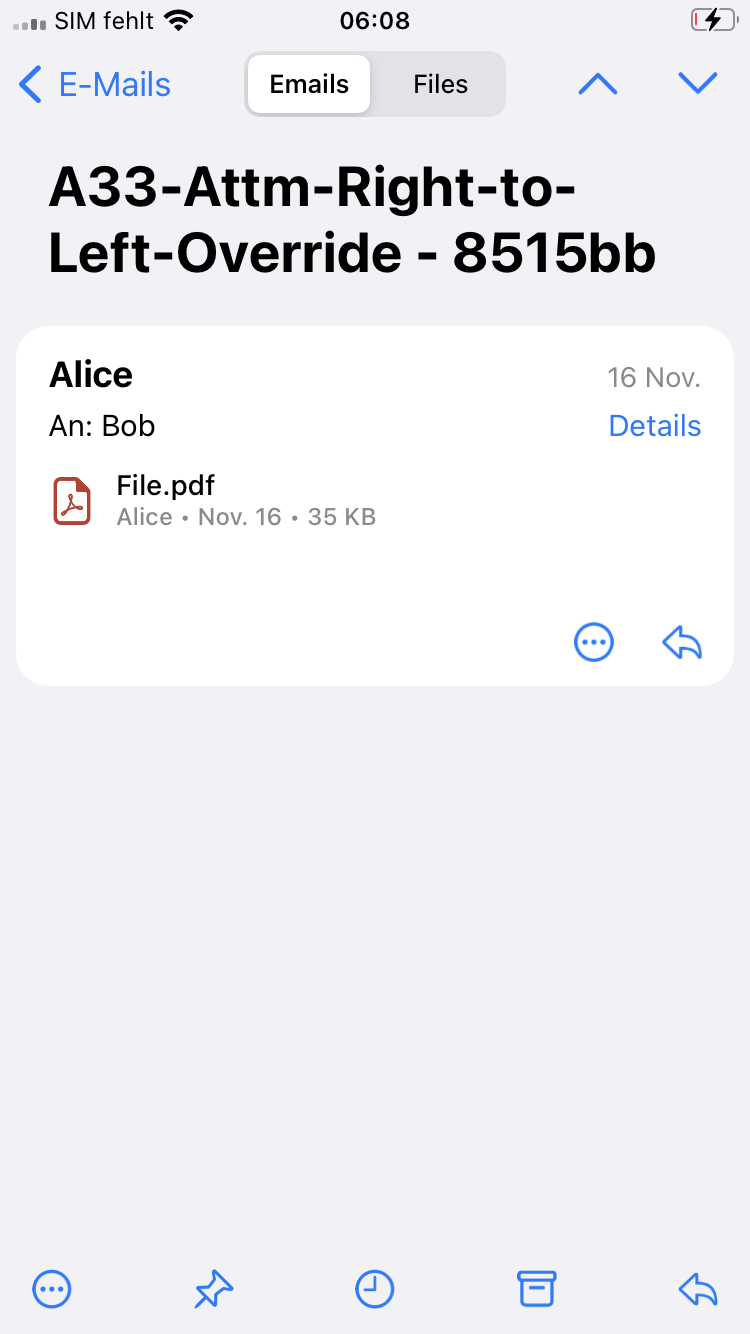 SIM fehlt 06:08
E-Mails Emails Files
A33-Attm-Right-to-
Left-Override - 8515bb
Alice 16 Nov.
An: Bob Details
File.pdf
Alice • Nov. 16 • 35 KB